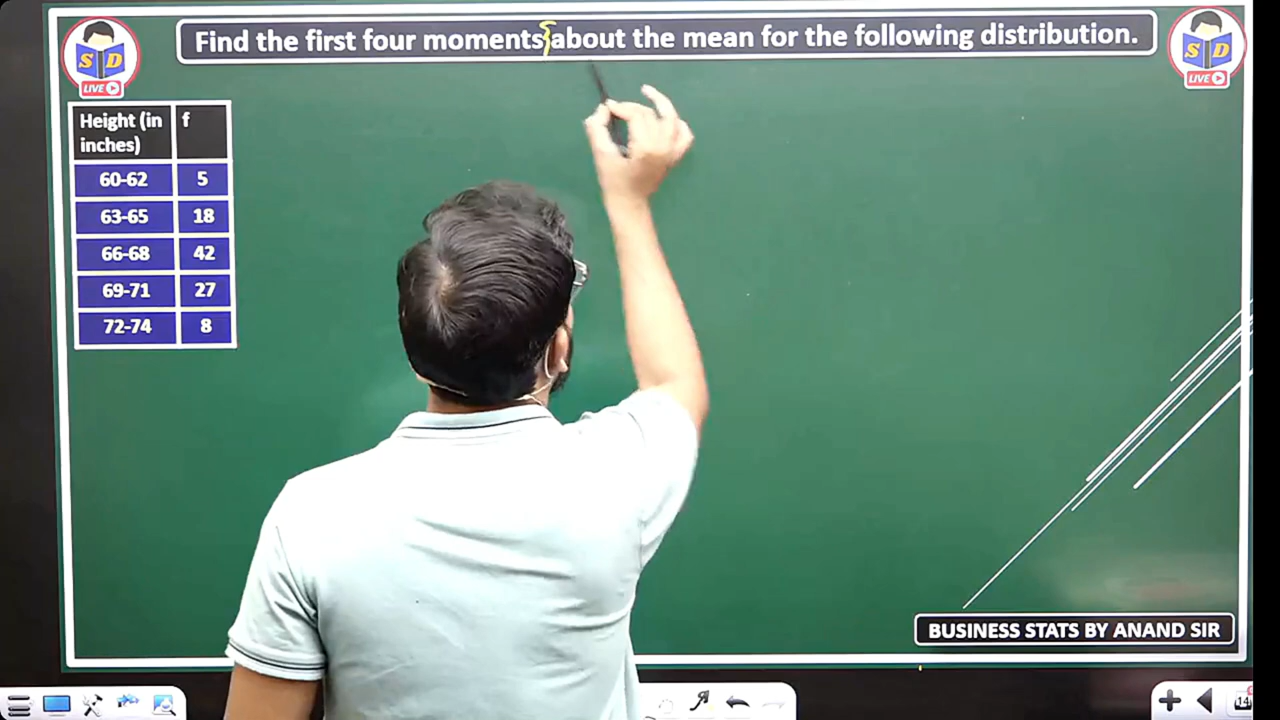 Find the first four moments about the mean for the following distribution.
S D
LIVE
S D
LIVE
Height (in inches) f
60-62 5
63-65 18
66-68 42
69-71 27
72-74 8
BUSINESS STATS BY ANAND SIR
14